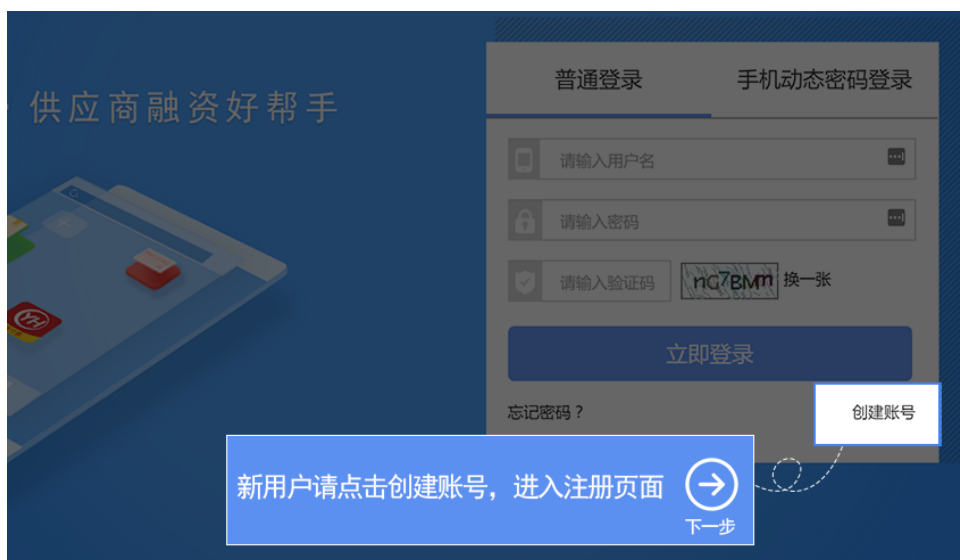 供应商融资好帮手
普通登录
手机动态密码登录
请输入用户名
请输入密码
请输入验证码
nG7BMm
换一张
立即登录
忘记密码？
创建账号
新用户请点击创建账号，进入注册页面
下一步
YH